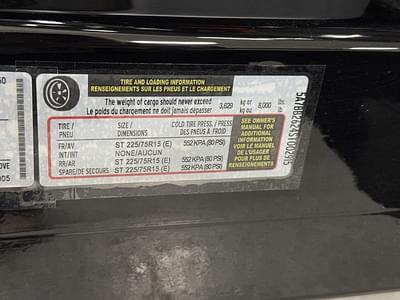 TIRE AND LOADING INFORMATION
RENSEIGNEMENTS SUR LES PNEUS ET LE CHARGEMENT
The weight of cargo should never exceed
Le poids du chargement ne doit jamais dépasser
3,629 kg or kg ou 8,000
TIRE / PNEU
SIZE / DIMENSIONS
COLD TIRE PRESS. / PRESS DES PNEUS À FROID
FR/AV ST 225/75R15 (E) 552 KPA (80 PSI)
INT/INT NONE/AUCUN
RR/AR ST 225/75R15 (E) 552 KPA (80 PSI)
SPARE/DE SECOURS ST 225/75R15 (E) 552 KPA (80 PSI)
SEE OWNER'S
MANUAL FOR
ADDITIONAL
INFORMATION
VOIR LE MANUEL
DE L'USAGER
POUR PLUS DE
RENSEIGNEMENTS